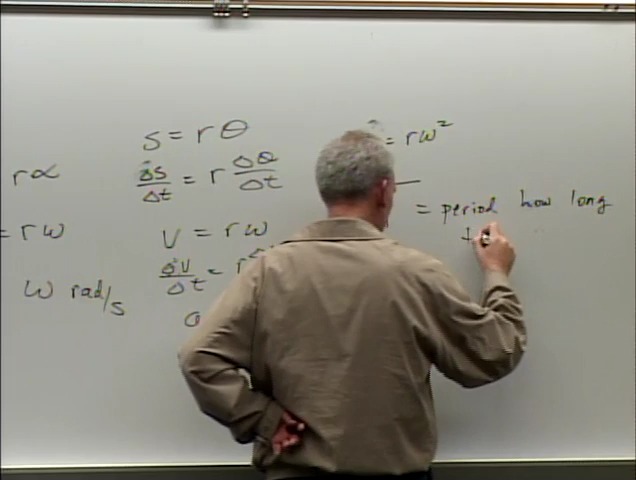 rα
= rω
ω rad/s
S = rθ
ΔS/Δt = r Δθ/Δt
V = rω
ΔV/Δt = r
= rω²
= period how long